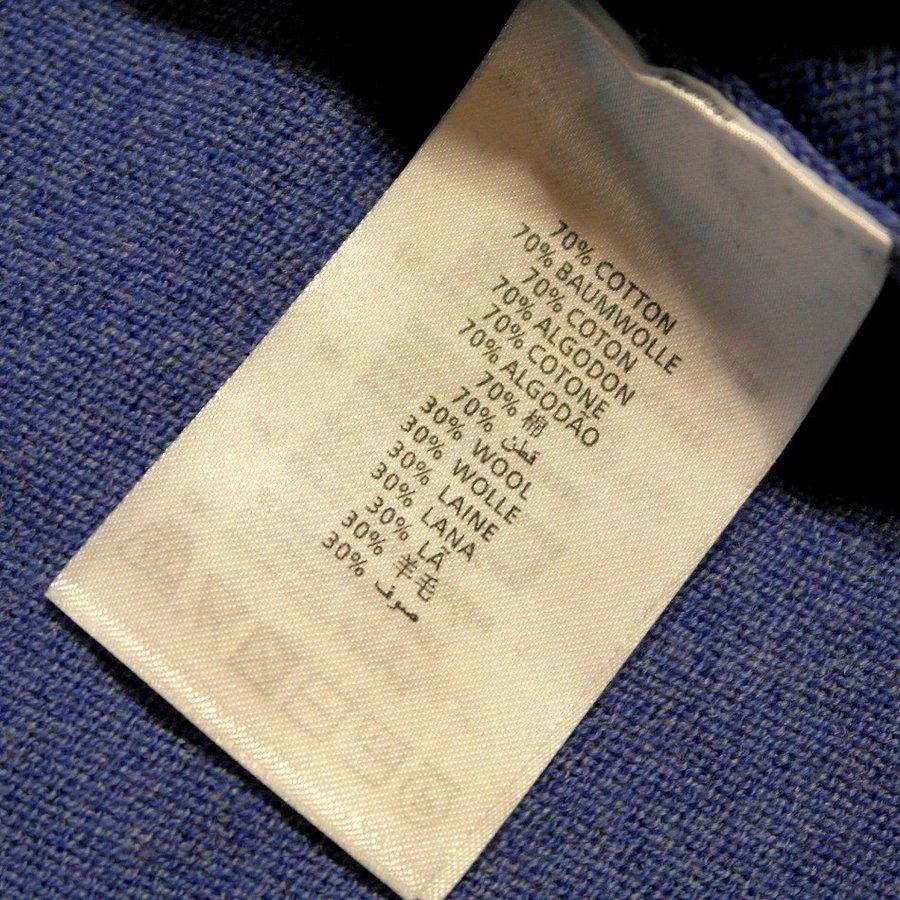 70% COTTON
70% BAUMWOLLE
70% COTON
70% ALGODON
70% COTONE
70% ALGODÃO
70% 棉
70% قطن
30% WOOL
30% WOLLE
30% LAINE
30% LANA
30% LÃ
30% 羊毛
30% صوف